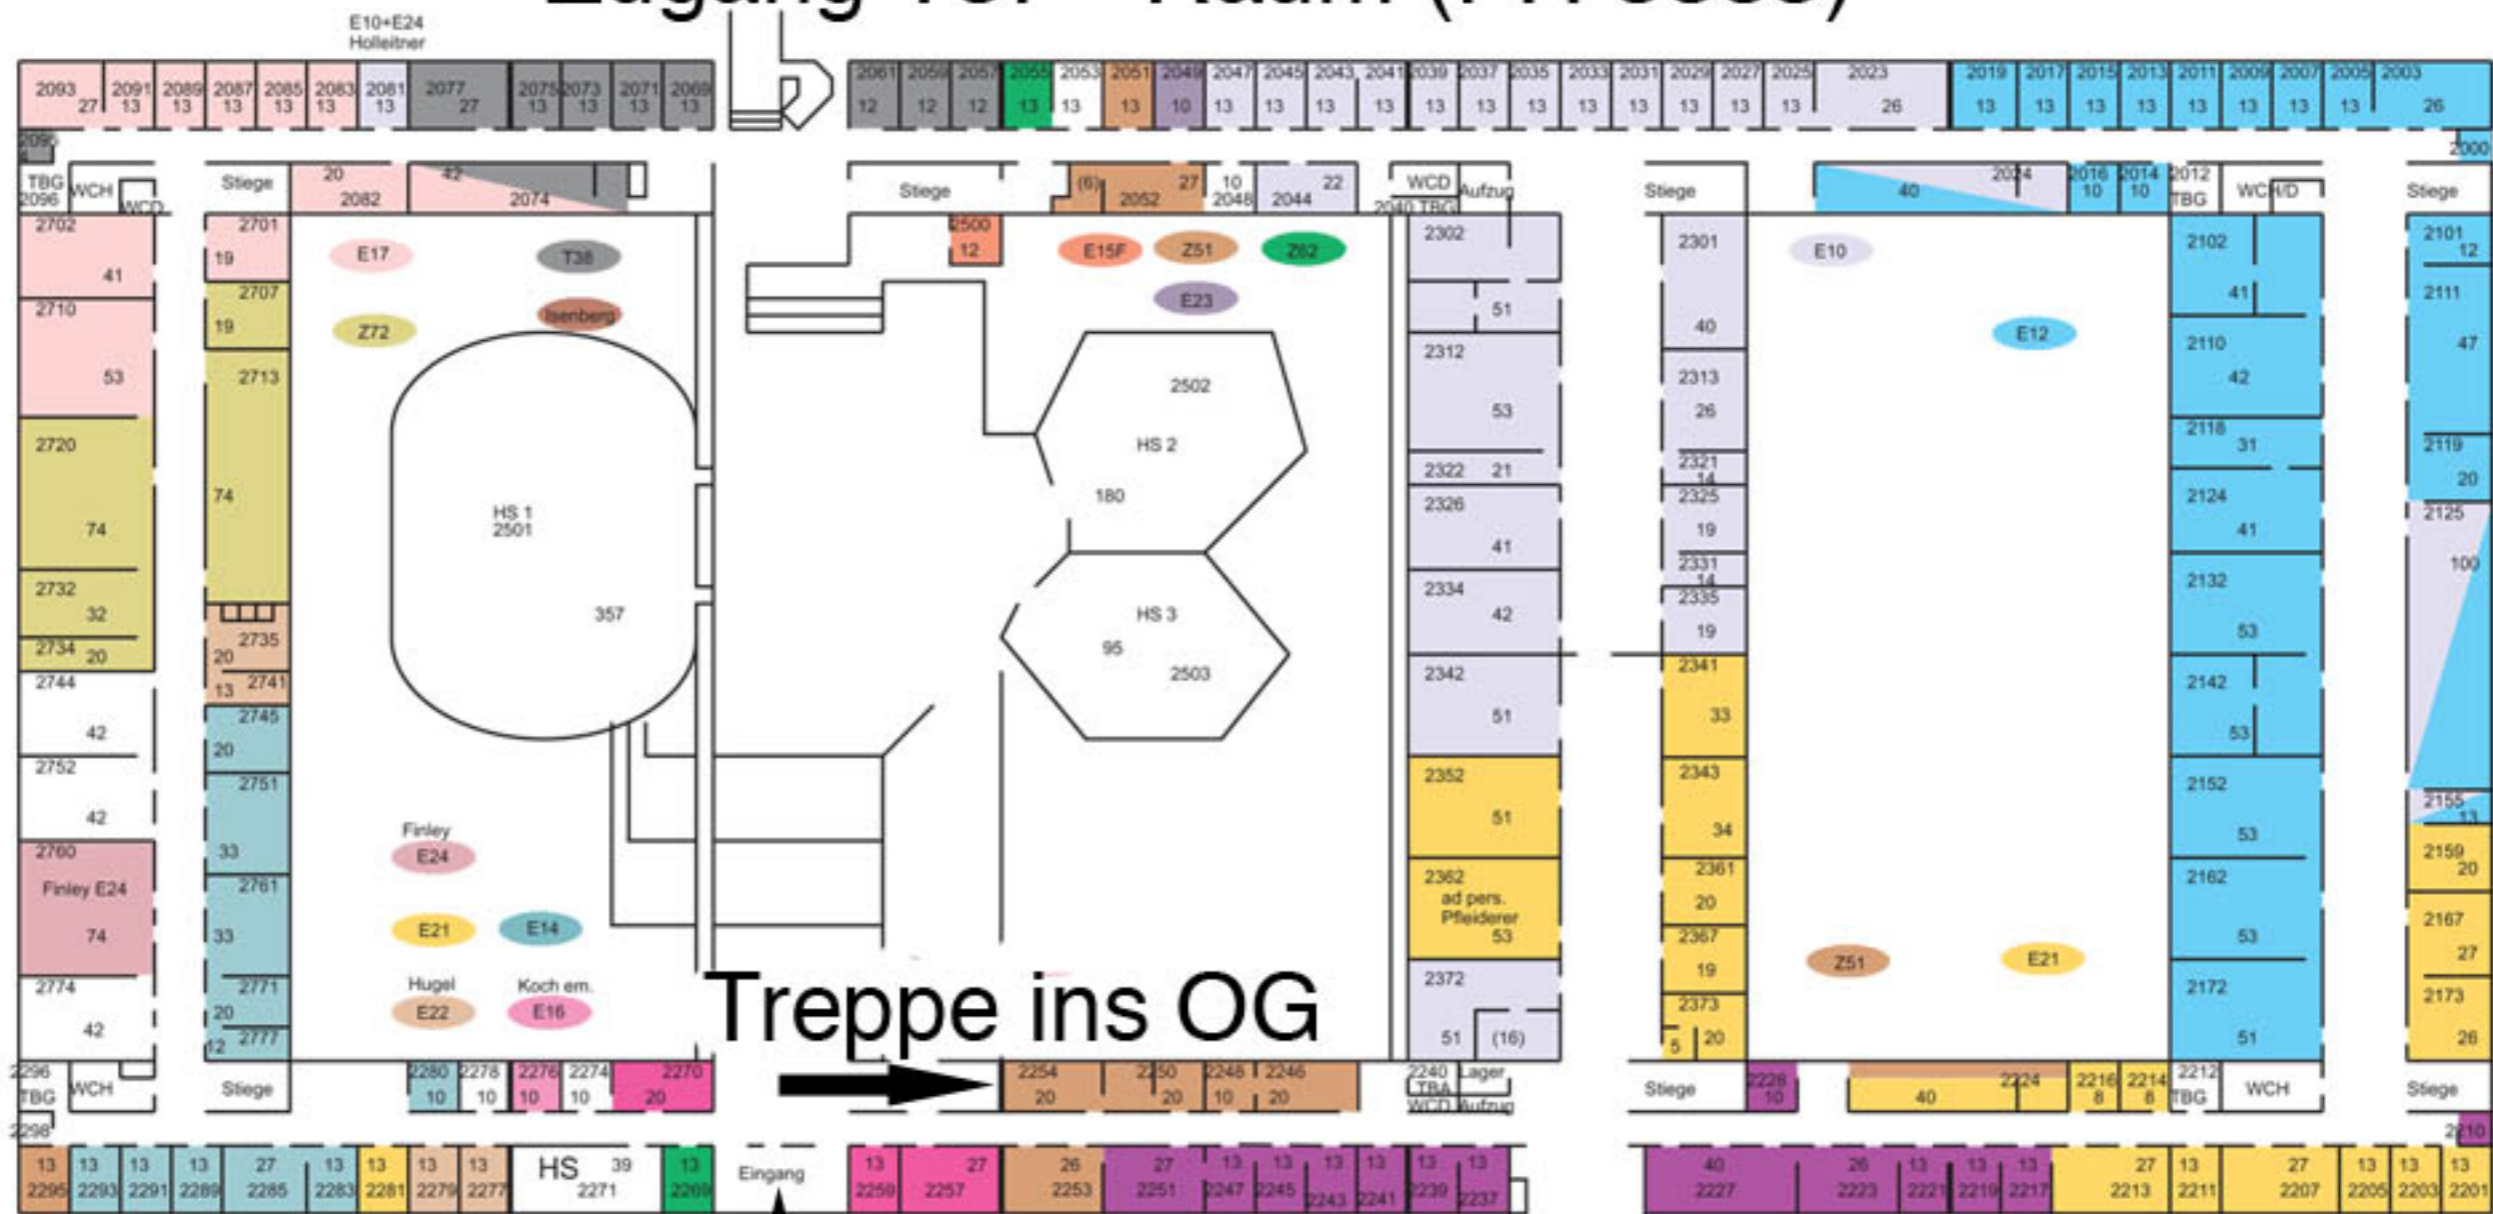 E10+E24
Holleitner
2093 2091 2089 2087 2085 2083 2081 2077 2075 2073 2071 2069
27 13 13 13 13 13 13 27 13 13 13 13
2061 2059 2057 2055 2053 2051 2049 2047 2045 2043 2041 2039 2037 2035 2033 2031 2029 2027 2025 2023 2019 2017 2015 2013 2011 2009 2007 2005 2003
12 12 12 13 13 13 10 13 13 13 13 13 13 13 13 13 13 13 13 26 13 13 13 13 13 13 13 13 26
2000
TBG
2096
WCH
WCD
Stiege
20
2082
42
2074
Stiege
(6)
27
2052
10
2048
22
2044
WCD
2040 TBG
Aufzug
Stiege
40
2024
2016
10
2014
10
2012
TBG
WCH/D
Stiege
2702
41
2710
53
2720
74
2732
32
2734
20
2744
42
2752
42
2760
Finley E24
74
2774
42
2701
19
2707
19
2713
74
2735
20
2741
13
2745
20
2751
33
2761
33
2771
20
2777
12
E17
T38
Z72
Isenberg
HS 1
2501
357
Finley
E24
E21
E14
Hugel
E22
Koch em.
E16
2500
12
E15F
Z51
Z62
E23
2502
HS 2
180
HS 3
95
2503
Treppe ins OG
2302
51
2312
53
2322 21
2326
41
2334
42
2342
51
2352
51
2362
ad pers.
Pfleiderer
53
2372
51 (16)
2301
40
2313
26
2321
14
2325
19
2331
14
2335
19
2341
33
2343
34
2361
20
2367
19
2373
5 20
E10
E12
Z51
E21
2102
41
2110
42
2118
31
2124
41
2132
53
2142
53
2152
53
2162
53
2172
51
2101
12
2111
47
2119
20
2125
100
2155
13
2159
20
2167
27
2173
26
2296
TBG
WCH
Stiege
2280
10
2278
10
2276
10
2274
10
2270
20
2254
20
2250
20
2248
10
2246
20
2240
TBA
WCD
Lager
Aufzug
Stiege
2228
10
40
2224
2216
8
2214
8
2212
TBG
WCH
Stiege
2298
2210
13 13 13 13 27 13 13 13 13 HS 39 13
2295 2293 2291 2289 2285 2283 2281 2279 2277 2271 2269
Eingang
13 27 26 27 13 13 13 13 13 13
2259 2257 2253 2251 2247 2245 2243 2241 2239 2237
40 26 13 13 13 27 13 27 13 13 13
2227 2223 2221 2219 2217 2213 2211 2207 2205 2203 2201